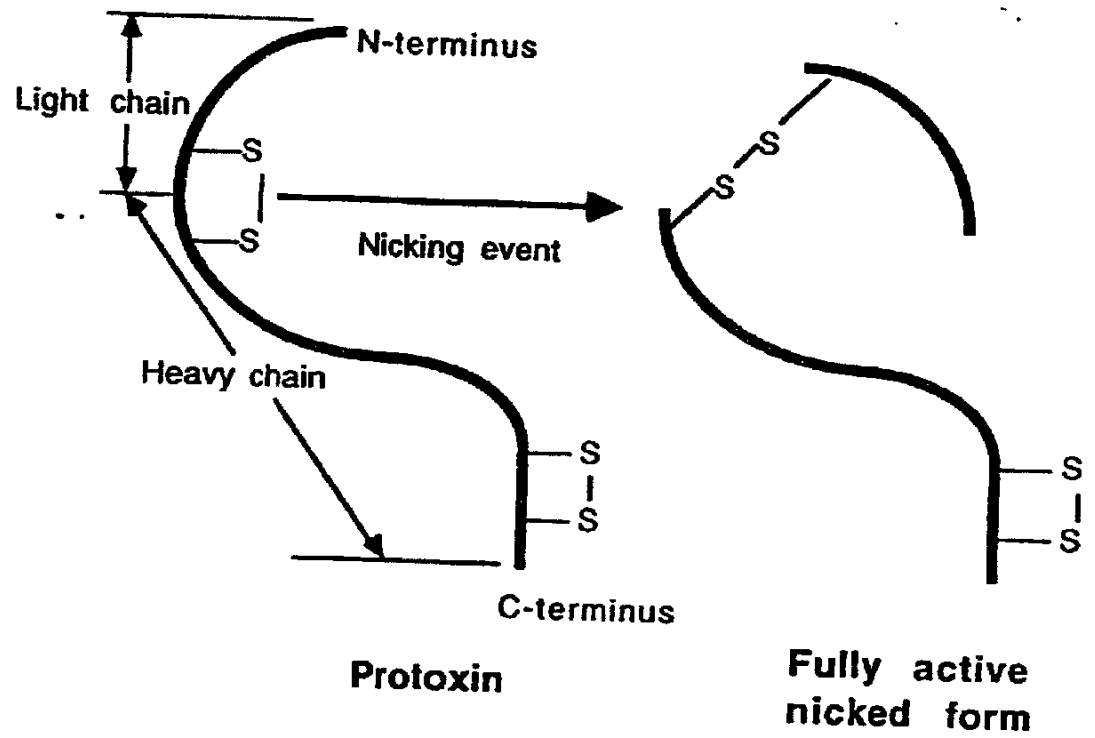 N-terminus
Light chain
S
S
S
S
Nicking event
Heavy chain
S
S
S
S
C-terminus
Protoxin
Fully active
nicked form